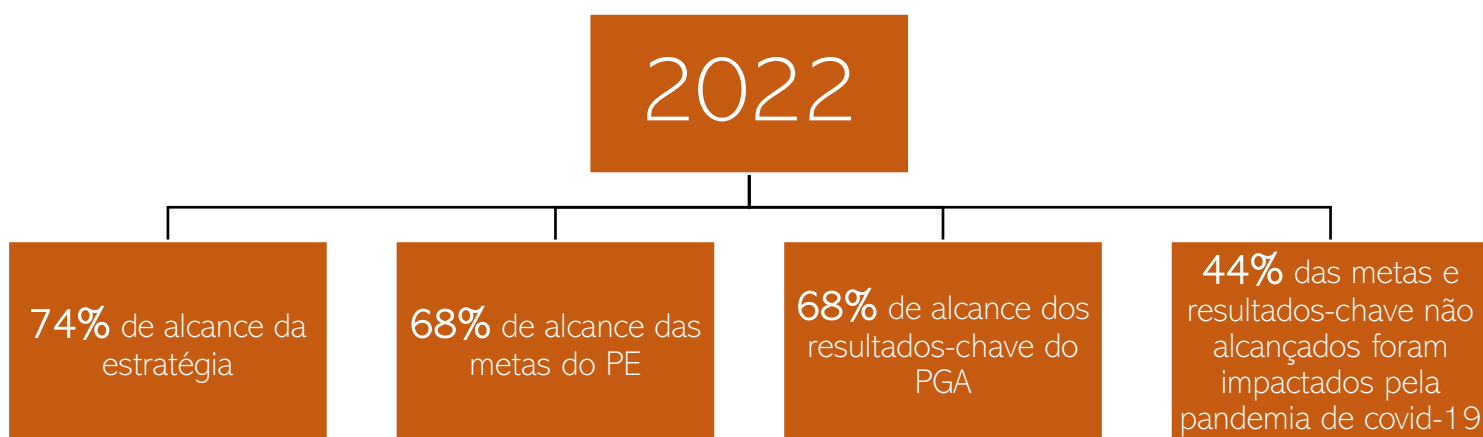 2022
74% de alcance da
estratégia
68% de alcance das
metas do PE
68% de alcance dos
resultados-chave do
PGA
44% das metas e
resultados-chave não
alcançados foram
impactados pela
pandemia de covid-19